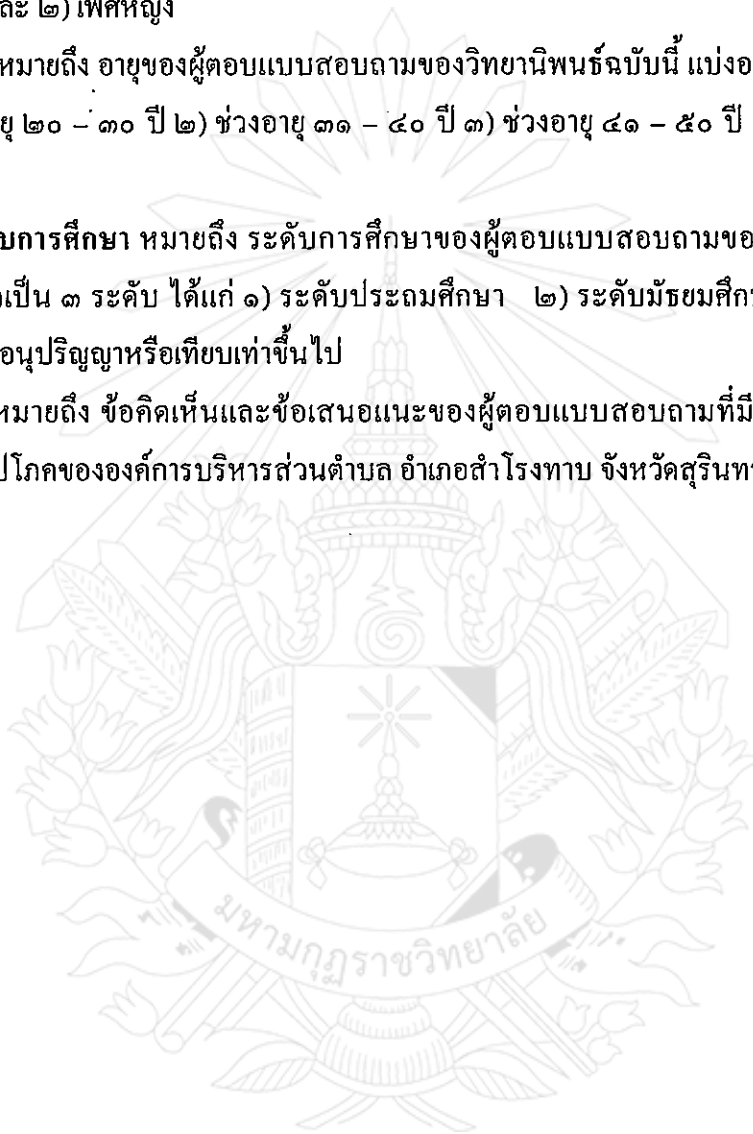 ละ ๒) เพศหญิง
หมายถึง อายุของผู้ตอบแบบสอบถามของวิทยานิพนธ์ฉบับนี้ แบ่งอ
ยุ ๒๐ – ๓๐ ปี ๒) ช่วงอายุ ๓๑ – ๔๐ ปี ๓) ช่วงอายุ ๔๑ – ๕๐ ปี
บการศึกษา หมายถึง ระดับการศึกษาของผู้ตอบแบบสอบถามขอ
เป็น ๓ ระดับ ได้แก่ ๑) ระดับประถมศึกษา ๒) ระดับมัธยมศึก
อนุปริญญาหรือเทียบเท่าขึ้นไป
หมายถึง ข้อคิดเห็นและข้อเสนอแนะของผู้ตอบแบบสอบถามที่มี
ปโภคขององค์การบริหารส่วนตำบล อำเภอสำโรงทาบ จังหวัดสุรินท
มหามกุฏราชวิทยาลัย